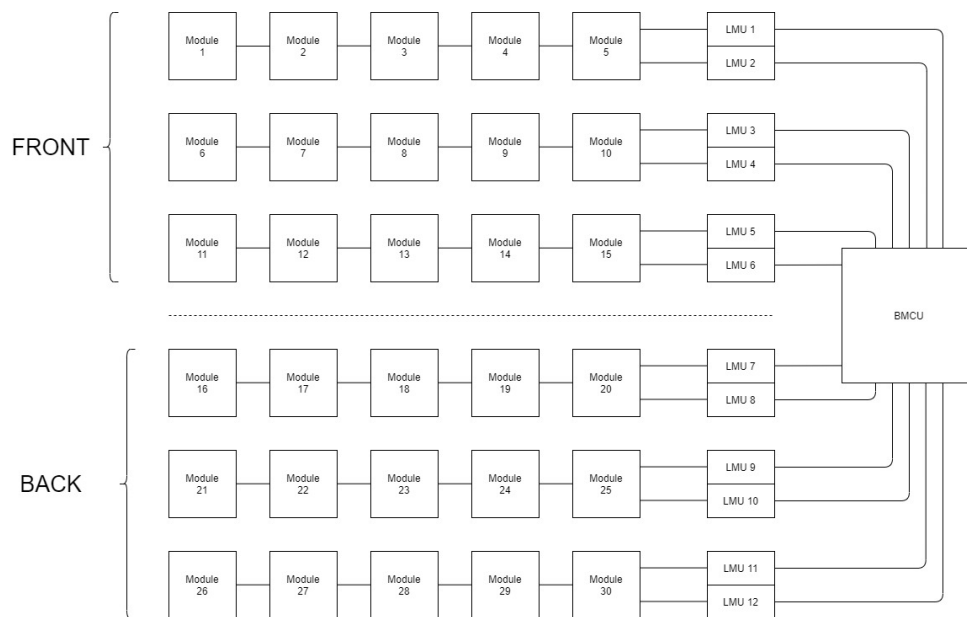 Module
1
Module
2
Module
3
Module
4
Module
5
LMU 1
LMU 2
FRONT
Module
6
Module
7
Module
8
Module
9
Module
10
LMU 3
LMU 4
Module
11
Module
12
Module
13
Module
14
Module
15
LMU 5
LMU 6
BMCU
Module
16
Module
17
Module
18
Module
19
Module
20
LMU 7
LMU 8
BACK
Module
21
Module
22
Module
23
Module
24
Module
25
LMU 9
LMU 10
Module
26
Module
27
Module
28
Module
29
Module
30
LMU 11
LMU 12